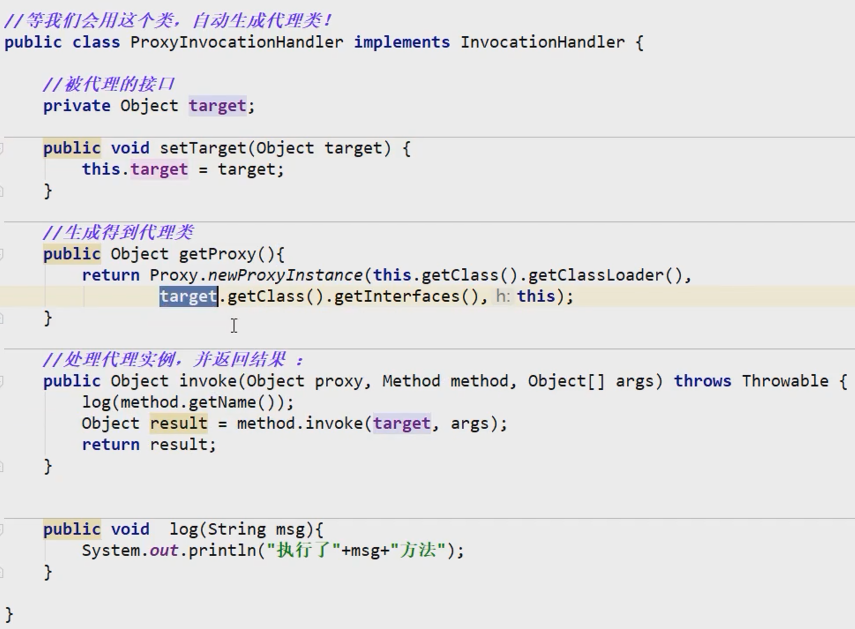 //等我们会用这个类，自动生成代理类！
public class ProxyInvocationHandler implements InvocationHandler {
//被代理的接口
private Object target;
public void setTarget(Object target) {
this.target = target;
}
//生成得到代理类
public Object getProxy(){
return Proxy.newProxyInstance(this.getClass().getClassLoader(),
target.getClass().getInterfaces(), h: this);
}
//处理代理实例，并返回结果 ：
public Object invoke(Object proxy, Method method, Object[] args) throws Throwable {
log(method.getName());
Object result = method.invoke(target, args);
return result;
}
public void  log(String msg){
System.out.println("执行了"+msg+"方法");
}
}